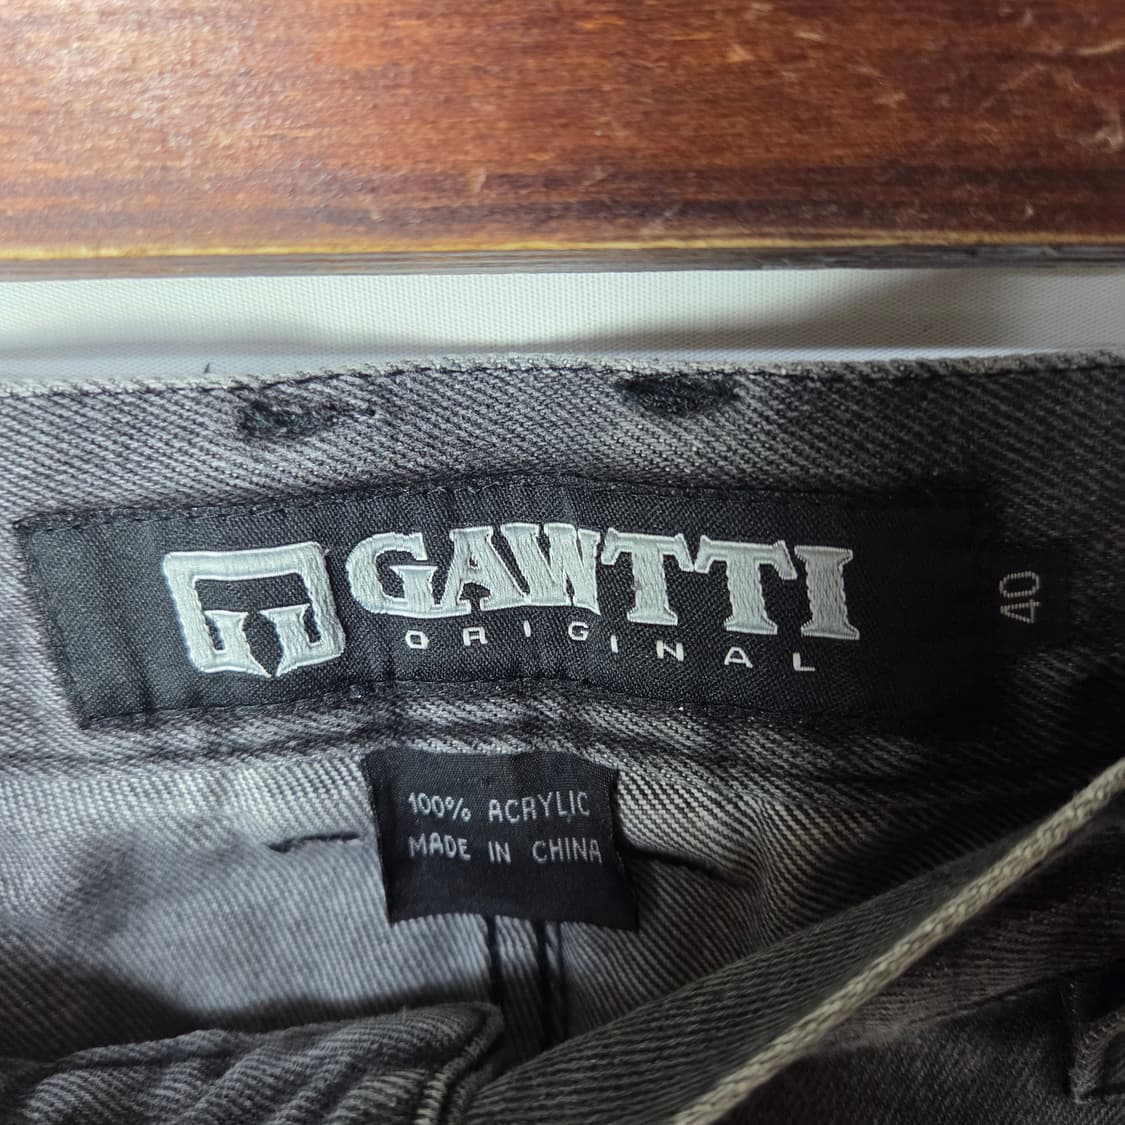 GAWTTI
ORIGINAL
40
100% ACRYLIC
MADE IN CHINA